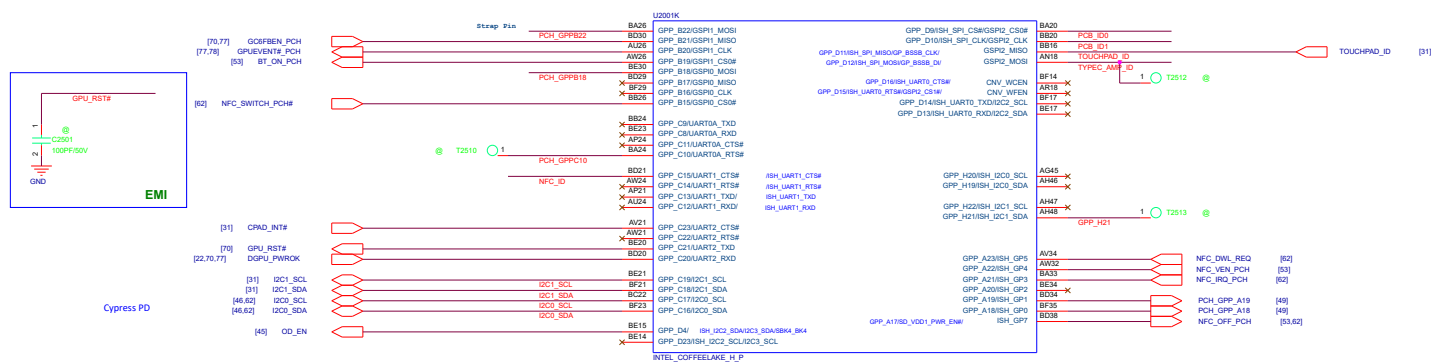 U2001K
Strap Pin
BA26 GPP_B22/GSPI1_MOSI
PCH_GPPB22
[70,77] GC6FBEN_PCH BD30 GPP_B21/GSPI1_MISO
[77,78] GPUEVENT#_PCH AU26 GPP_B20/GSPI1_CLK
[53] BT_ON_PCH AW26 GPP_B19/GSPI1_CS0#
BE30 GPP_B18/GSPI0_MOSI
PCH_GPPB18
BD29 GPP_B17/GSPI0_MISO
BF29 GPP_B16/GSPI0_CLK
[62] NFC_SWITCH_PCH# BB26 GPP_B15/GSPI0_CS0#
BB24 GPP_C9/UART0A_TXD
BE23 GPP_C8/UART0A_RXD
AP24 GPP_C11/UART0A_CTS#
@ T2510 1 BA24 GPP_C10/UART0A_RTS#
PCH_GPPC10
BD21 GPP_C15/UART1_CTS# /ISH_UART1_CTS#
NFC_ID
AW24 GPP_C14/UART1_RTS# /ISH_UART1_RTS#
AP21 GPP_C13/UART1_TXD/ ISH_UART1_TXD
AU24 GPP_C12/UART1_RXD/ ISH_UART1_RXD
[31] CPAD_INT# AV21 GPP_C23/UART2_CTS#
AW21 GPP_C22/UART2_RTS#
[70] GPU_RST# BE20 GPP_C21/UART2_TXD
[22,70,77] DGPU_PWROK BD20 GPP_C20/UART2_RXD
[31] I2C1_SCL I2C1_SCL BE21 GPP_C19/I2C1_SCL
[31] I2C1_SDA I2C1_SDA BF21 GPP_C18/I2C1_SDA
[46,62] I2C0_SCL I2C0_SCL BC22 GPP_C17/I2C0_SCL
[46,62] I2C0_SDA I2C0_SDA BF23 GPP_C16/I2C0_SDA
Cypress PD
[45] OD_EN BE15 GPP_D4/ ISH_I2C2_SDA/I2C3_SDA/SBK4_BK4
BE14 GPP_D23/ISH_I2C2_SCL/I2C3_SCL
INTEL_COFFEELAKE_H_P
GPU_RST#
1
@
C2501
100PF/50V
2
GND
EMI
GPP_D9/ISH_SPI_CS#/GSPI2_CS0# BA20
PCB_ID0
GPP_D10/ISH_SPI_CLK/GSPI2_CLK BB20
PCB_ID1
GPP_D11/ISH_SPI_MISO/GP_BSSB_CLK/ GSPI2_MISO BB16
TOUCHPAD_ID TOUCHPAD_ID [31]
GPP_D12/ISH_SPI_MOSI/GP_BSSB_DI/ GSPI2_MOSI AN18
TYPEC_AMP_ID
1 T2512 @
GPP_D16/ISH_UART0_CTS#/ CNV_WCEN BF14
GPP_D15/ISH_UART0_RTS#/GSPI2_CS1#/ CNV_WFEN AR18
GPP_D14/ISH_UART0_TXD/I2C2_SCL BF17
GPP_D13/ISH_UART0_RXD/I2C2_SDA BE17
GPP_H20/ISH_I2C0_SCL AG45
GPP_H19/ISH_I2C0_SDA AH46
GPP_H22/ISH_I2C1_SCL AH47
GPP_H21/ISH_I2C1_SDA AH48 1 T2513 @
GPP_H21
GPP_A23/ISH_GP5 AV34 NFC_DWL_REQ [62]
GPP_A22/ISH_GP4 AW32 NFC_VEN_PCH [53]
GPP_A21/ISH_GP3 BA33 NFC_IRQ_PCH [62]
GPP_A20/ISH_GP2 BE34
GPP_A19/ISH_GP1 BD34 PCH_GPP_A19 [49]
GPP_A18/ISH_GP0 BF35 PCH_GPP_A18 [49]
GPP_A17/SD_VDD1_PWR_EN#/ ISH_GP7 BD38 NFC_OFF_PCH [53,62]